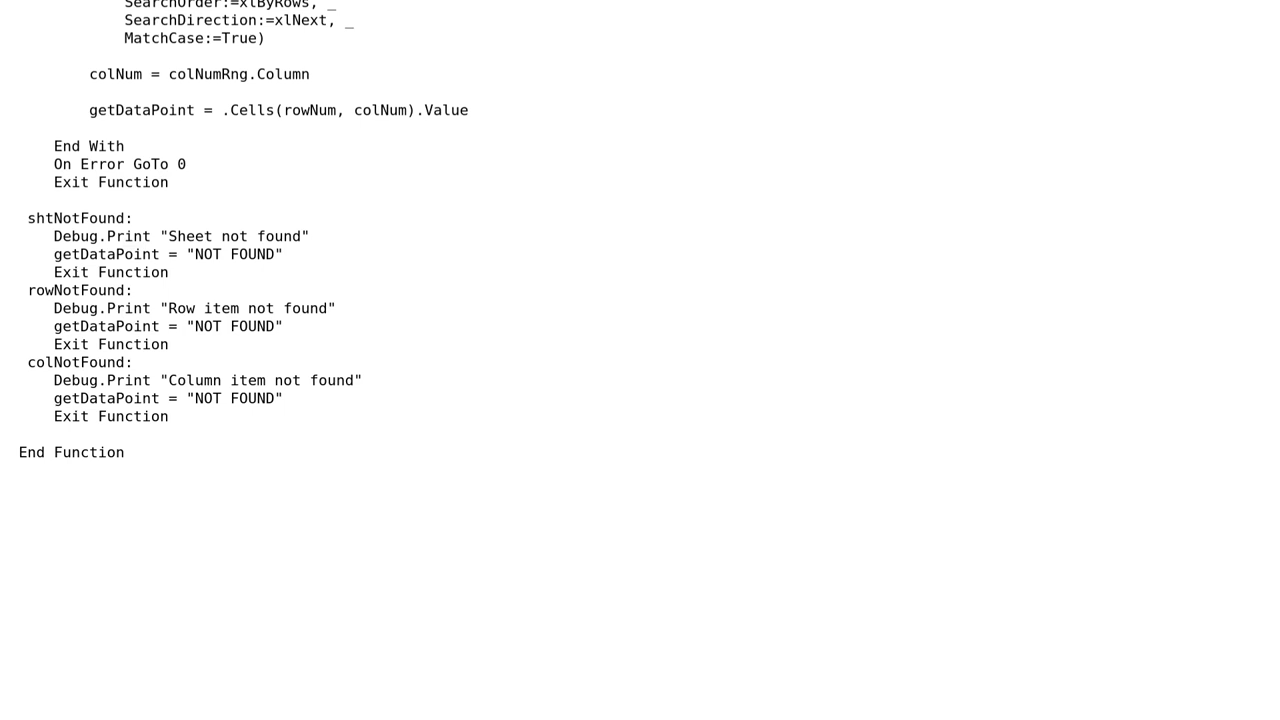 SearchOrder:=xlByRows, _
SearchDirection:=xlNext, _
MatchCase:=True)
colNum = colNumRng.Column
getDataPoint = .Cells(rowNum, colNum).Value
End With
On Error GoTo 0
Exit Function
shtNotFound:
Debug.Print "Sheet not found"
getDataPoint = "NOT FOUND"
Exit Function
rowNotFound:
Debug.Print "Row item not found"
getDataPoint = "NOT FOUND"
Exit Function
colNotFound:
Debug.Print "Column item not found"
getDataPoint = "NOT FOUND"
Exit Function
End Function